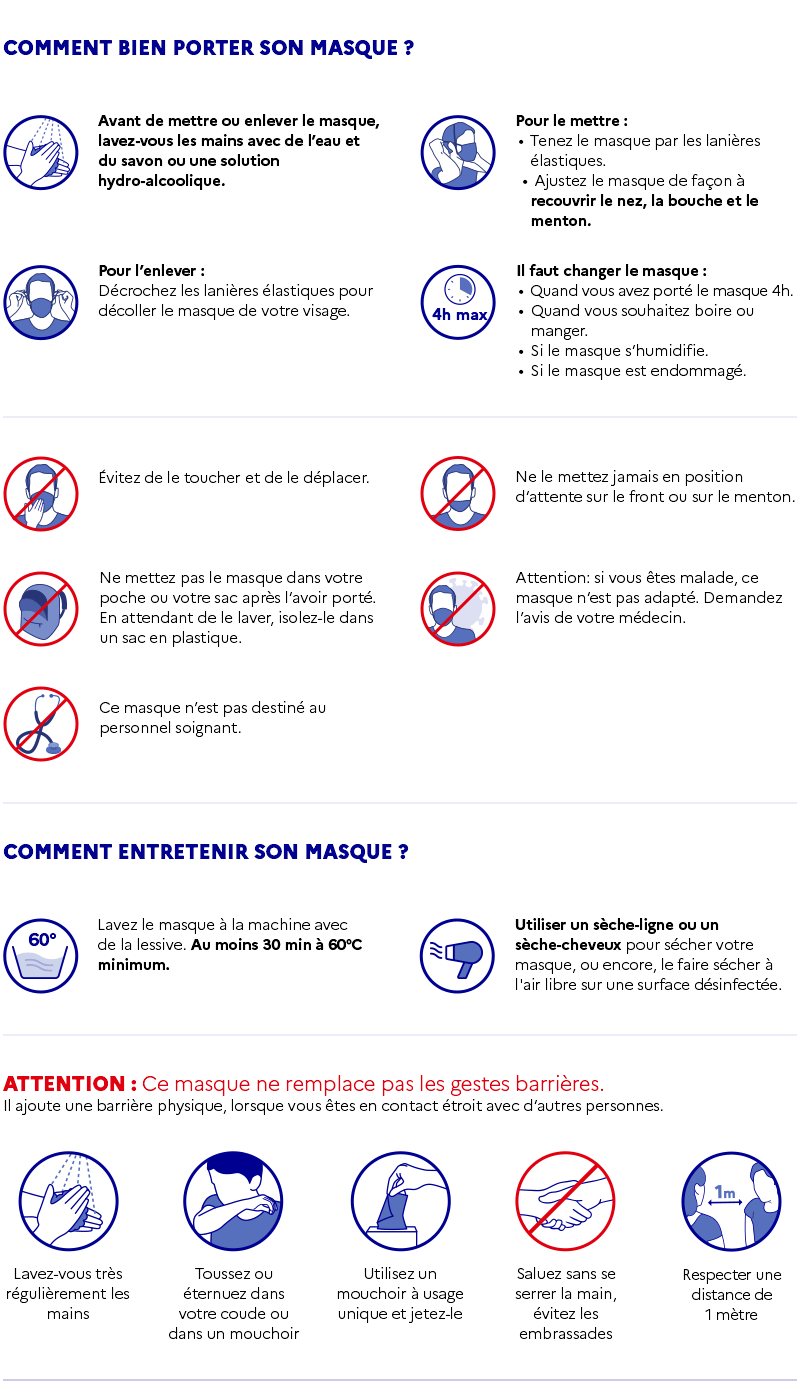 COMMENT BIEN PORTER SON MASQUE ?
Avant de mettre ou enlever le masque,
lavez-vous les mains avec de l’eau et
du savon ou une solution
hydro-alcoolique.
Pour le mettre :
• Tenez le masque par les lanières
élastiques.
• Ajustez le masque de façon à
recouvrir le nez, la bouche et le
menton.
Pour l’enlever :
Décrochez les lanières élastiques pour
décoller le masque de votre visage.
4h max
Il faut changer le masque :
• Quand vous avez porté le masque 4h.
• Quand vous souhaitez boire ou
manger.
• Si le masque s’humidifie.
• Si le masque est endommagé.
Évitez de le toucher et de le déplacer.
Ne le mettez jamais en position
d’attente sur le front ou sur le menton.
Ne mettez pas le masque dans votre
poche ou votre sac après l’avoir porté.
En attendant de le laver, isolez-le dans
un sac en plastique.
Attention: si vous êtes malade, ce
masque n’est pas adapté. Demandez
l’avis de votre médecin.
Ce masque n’est pas destiné au
personnel soignant.
COMMENT ENTRETENIR SON MASQUE ?
60°
Lavez le masque à la machine avec
de la lessive. Au moins 30 min à 60°C
minimum.
Utiliser un sèche-ligne ou un
sèche-cheveux pour sécher votre
masque, ou encore, le faire sécher à
l'air libre sur une surface désinfectée.
ATTENTION : Ce masque ne remplace pas les gestes barrières.
Il ajoute une barrière physique, lorsque vous êtes en contact étroit avec d’autres personnes.
1m
Lavez-vous très
régulièrement les
mains
Toussez ou
éternuez dans
votre coude ou
dans un mouchoir
Utilisez un
mouchoir à usage
unique et jetez-le
Saluez sans se
serrer la main,
évitez les
embrassades
Respecter une
distance de
1 mètre